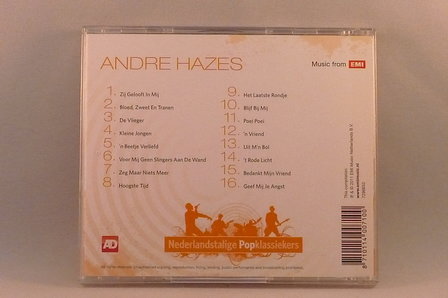 ANDRE HAZES
Music from EMI
1 Zij Gelooft In Mij
2 Bloed, Zweet En Tranen
3 De Vlieger
4 Kleine Jongen
5 'n Beetje Verliefd
6 Voor Mij Geen Slingers Aan De Wand
7 Zeg Maar Niets Meer
8 Hoogste Tijd
9 Het Laatste Rondje
10 Blijf Bij Mij
11 Poel Poei
12 'n Vriend
13 Uit M'n Bol
14 't Rode Licht
15 Bedankt Mijn Vriend
16 Geef Mij Je Angst
AD
Nederlandstalige Popklassiekers
This compilation